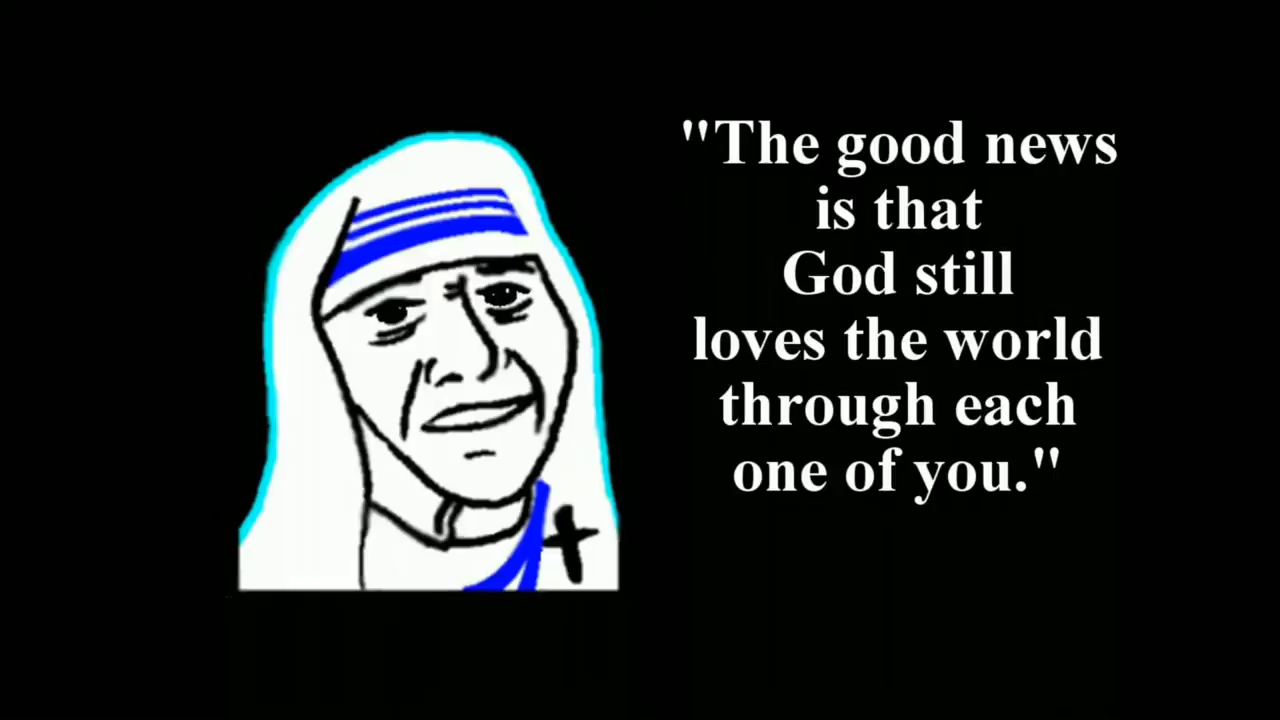 "The good news
is that
God still
loves the world
through each
one of you."